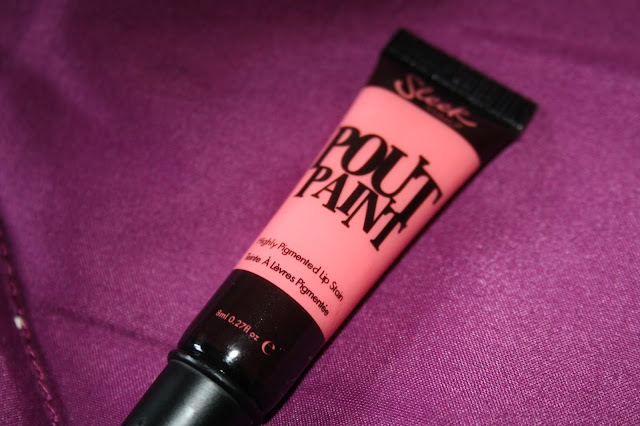 Sleek
POUT
PAINT
Highly Pigmented Lip Stain
Teinte À Lèvres Pigmentée
8ml 0.27fl oz ℮